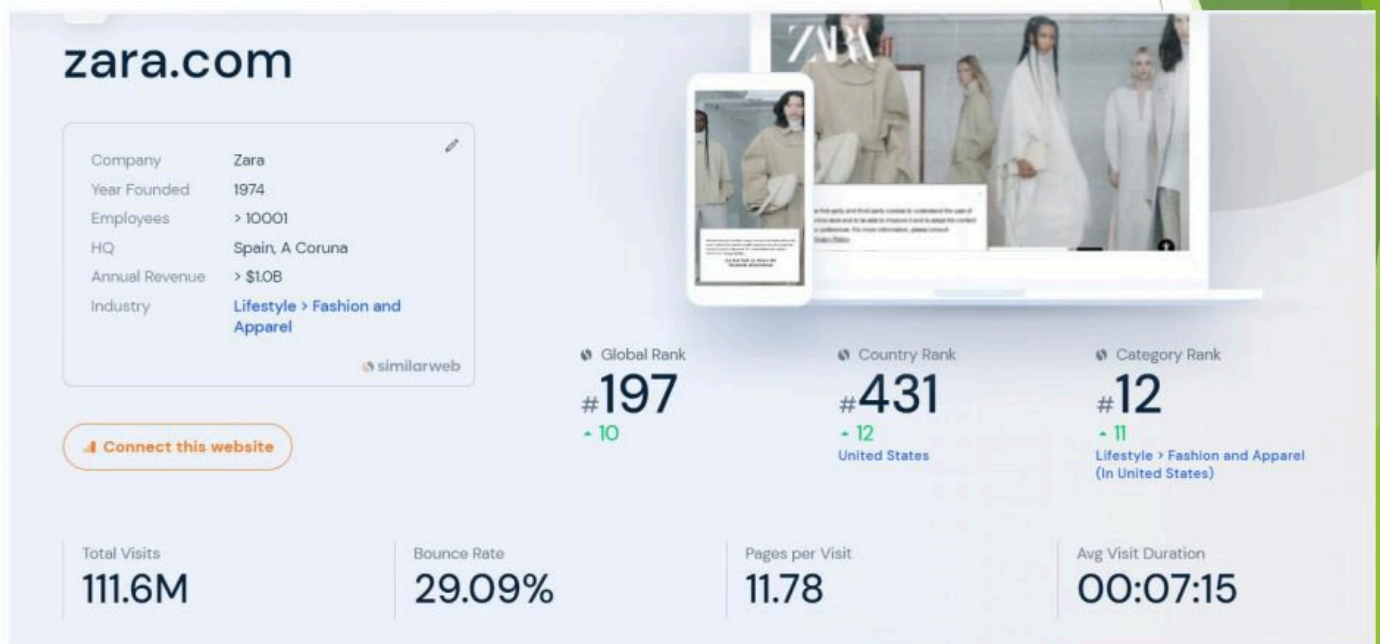 zara.com
ZARA
Company Zara
Year Founded 1974
Employees > 10001
HQ Spain, A Coruna
Annual Revenue > $1.0B
Industry Lifestyle > Fashion and
Apparel
similarweb
Connect this website
Global Rank
#197
10
Country Rank
#431
12
United States
Category Rank
#12
11
Lifestyle > Fashion and Apparel
(In United States)
Total Visits
111.6M
Bounce Rate
29.09%
Pages per Visit
11.78
Avg Visit Duration
00:07:15